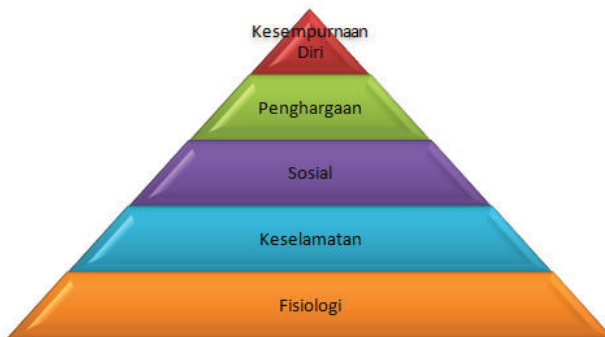 Kesempurnaan
Diri
Penghargaan
Sosial
Keselamatan
Fisiologi